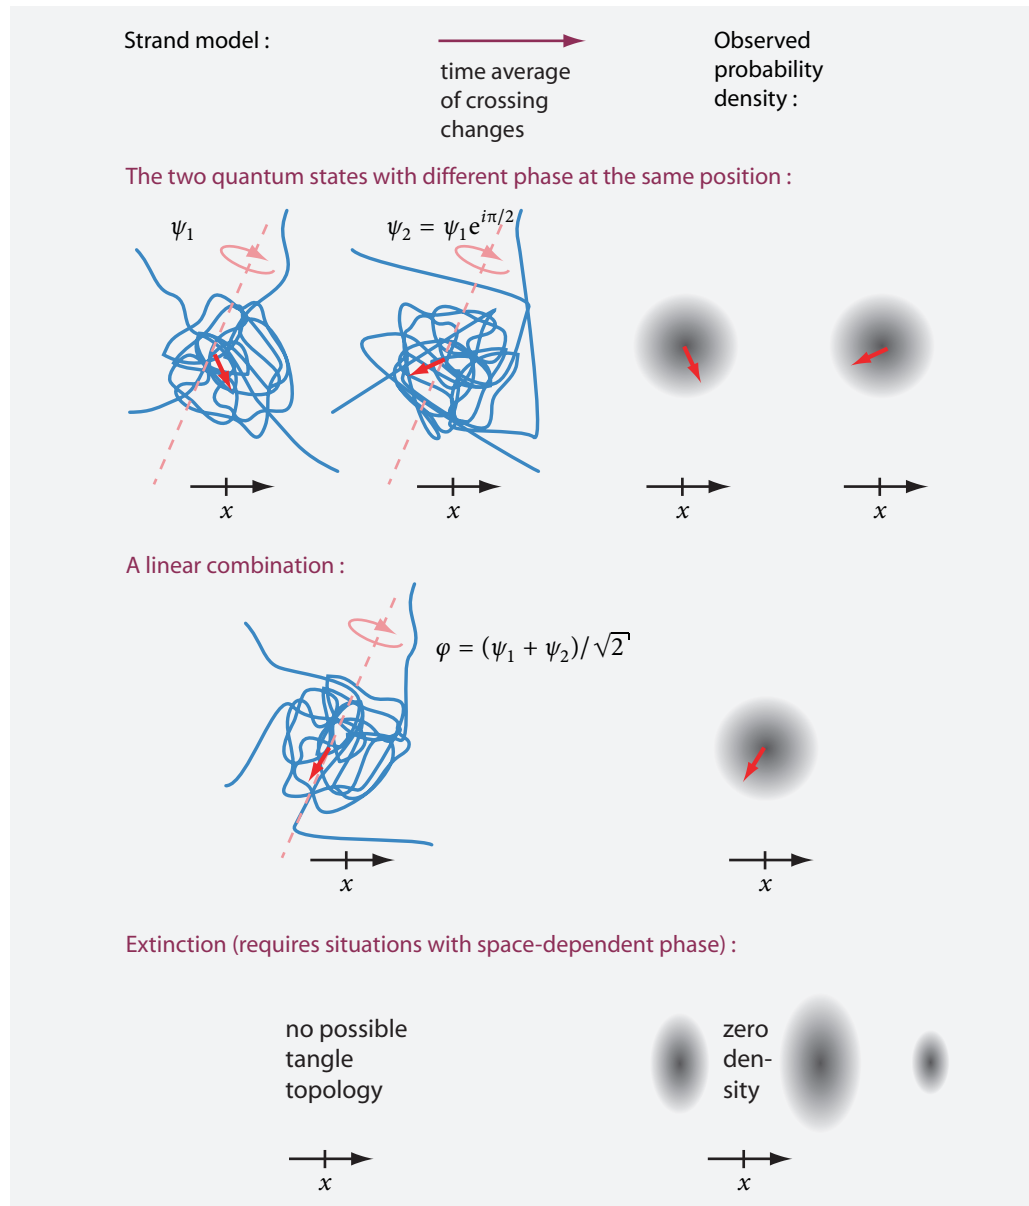 Strand model :
time average
of crossing
changes
Observed
probability
density :
The two quantum states with different phase at the same position :
ψ₁
ψ₂ = ψ₁e^{iπ/2}
x
x
x
x
A linear combination :
φ = (ψ₁ + ψ₂)/√2
x
x
Extinction (requires situations with space-dependent phase) :
no possible
tangle
topology
zero
den-
sity
x
x